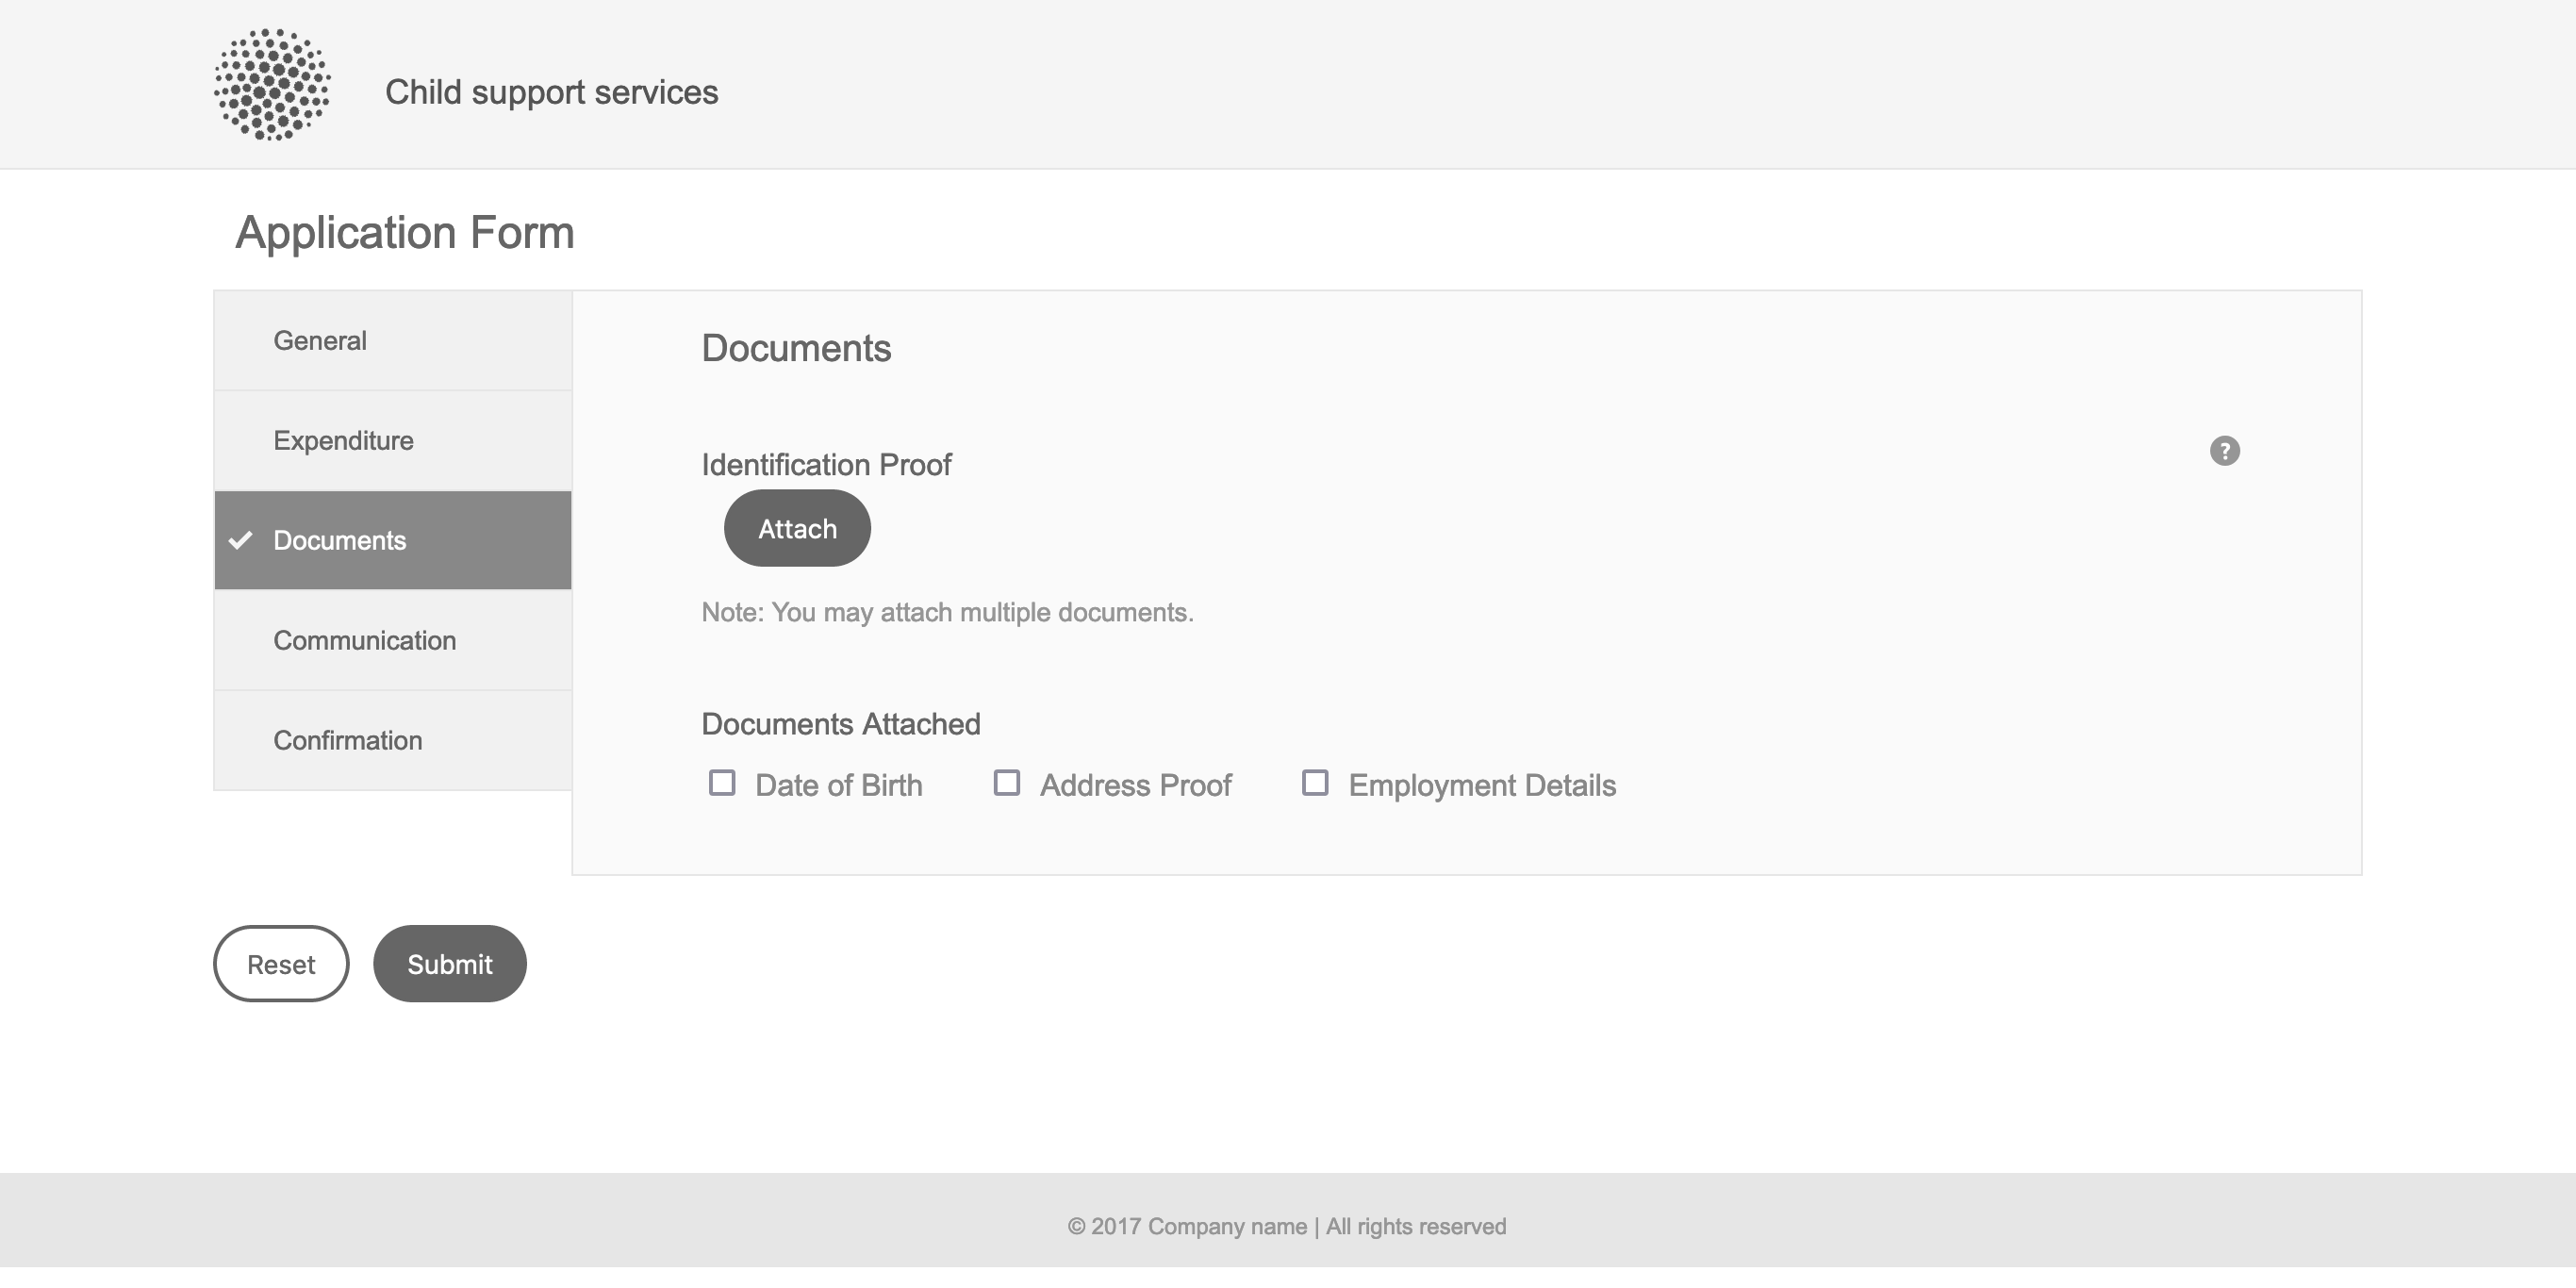 Child support services
Application Form
General
Expenditure
Documents
Communication
Confirmation
Documents
Identification Proof
?
Attach
Note: You may attach multiple documents.
Documents Attached
Date of Birth
Address Proof
Employment Details
Reset
Submit
© 2017 Company name | All rights reserved